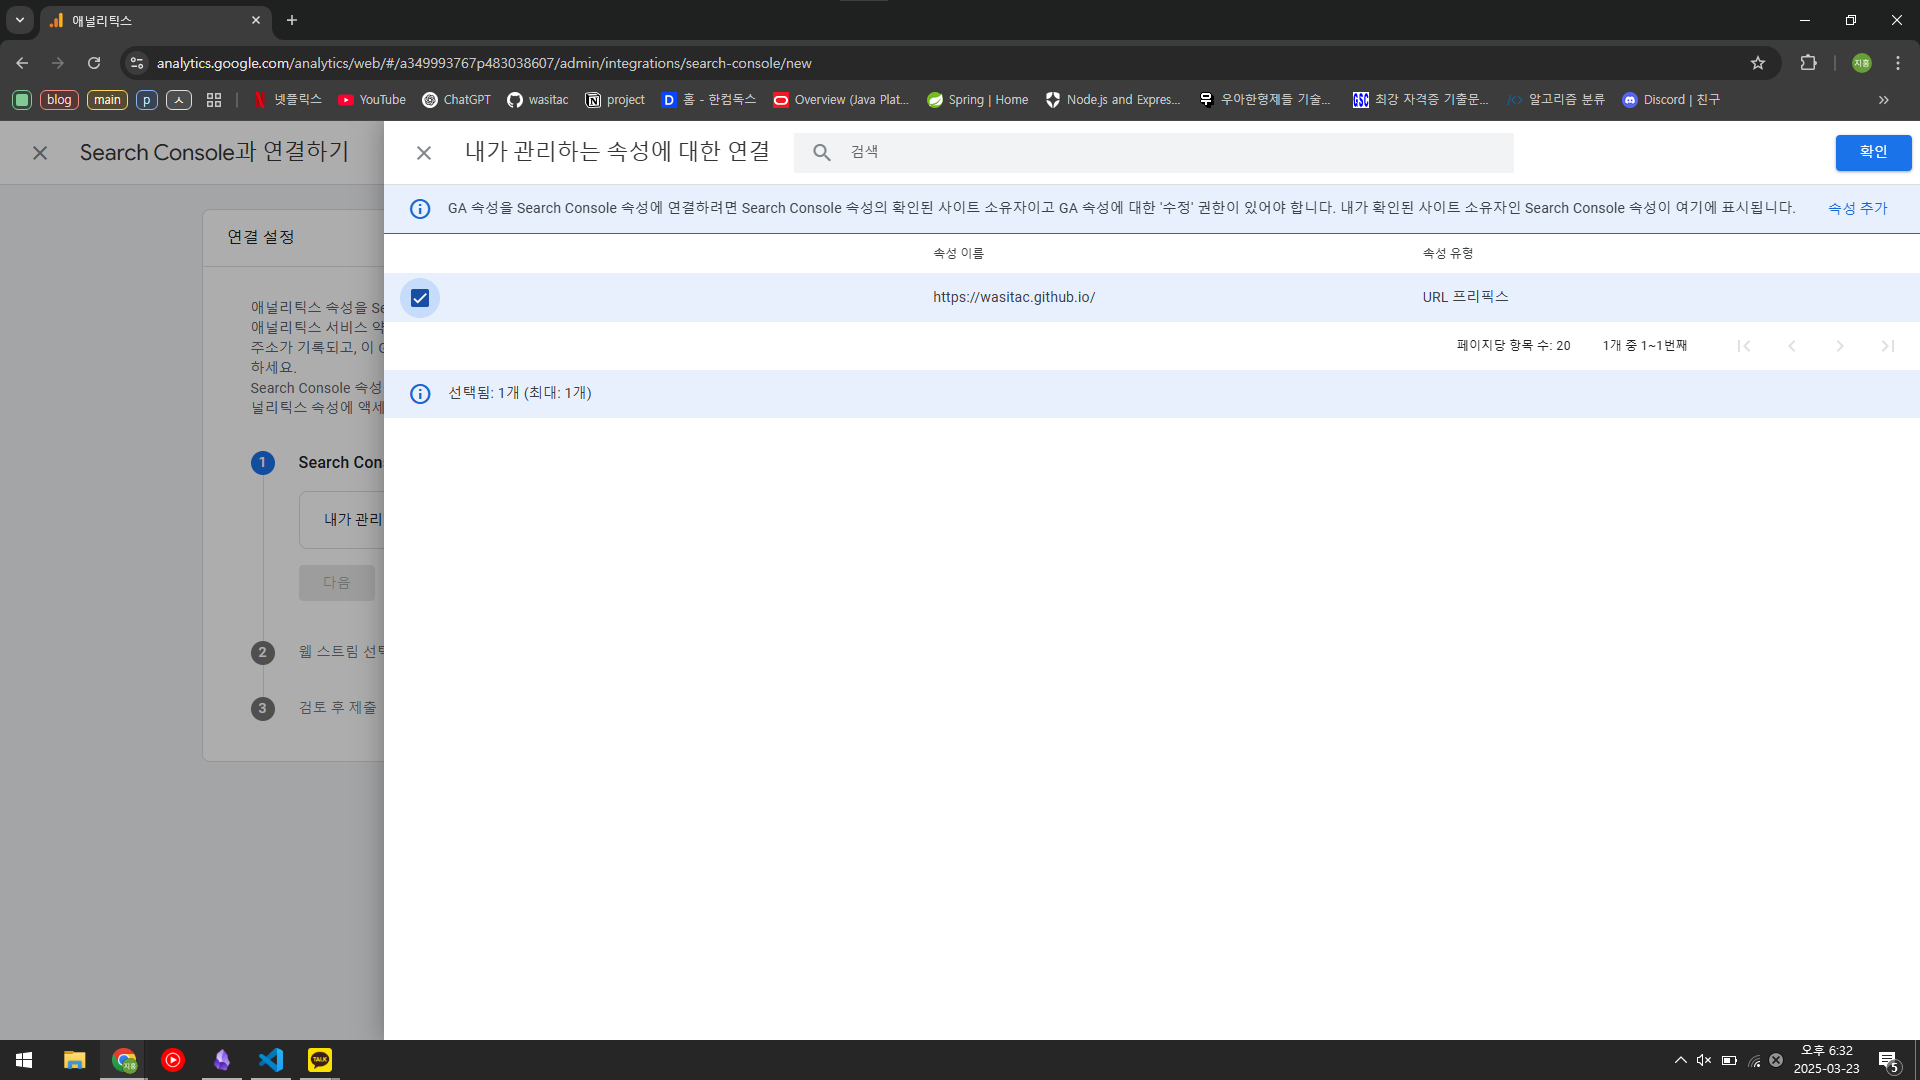 애널리틱스
analytics.google.com/analytics/web/#/a349993767p483038607/admin/integrations/search-console/new
지홍
blog
main
p
ㅅ
넷플릭스
YouTube
ChatGPT
wasitac
project
홈 - 한컴독스
Overview (Java Plat...
Spring | Home
Node.js and Expres...
우아한형제들 기술...
최강 자격증 기출문...
알고리즘 분류
Discord | 친구
Search Console과 연결하기
연결 설정
애널리틱스 속성을 Se
애널리틱스 서비스 약
주소가 기록되고, 이 G
하세요.
Search Console 속성
널리틱스 속성에 액세
1
Search Con
내가 관리
다음
2
웹 스트림 선택
3
검토 후 제출
내가 관리하는 속성에 대한 연결
검색
확인
GA 속성을 Search Console 속성에 연결하려면 Search Console 속성의 확인된 사이트 소유자이고 GA 속성에 대한 '수정' 권한이 있어야 합니다. 내가 확인된 사이트 소유자인 Search Console 속성이 여기에 표시됩니다.
속성 추가
속성 이름
속성 유형
https://wasitac.github.io/
URL 프리픽스
페이지당 항목 수: 20
1개 중 1~1번째
선택됨: 1개 (최대: 1개)
지홍
TALK
오후 6:32
2025-03-23
5